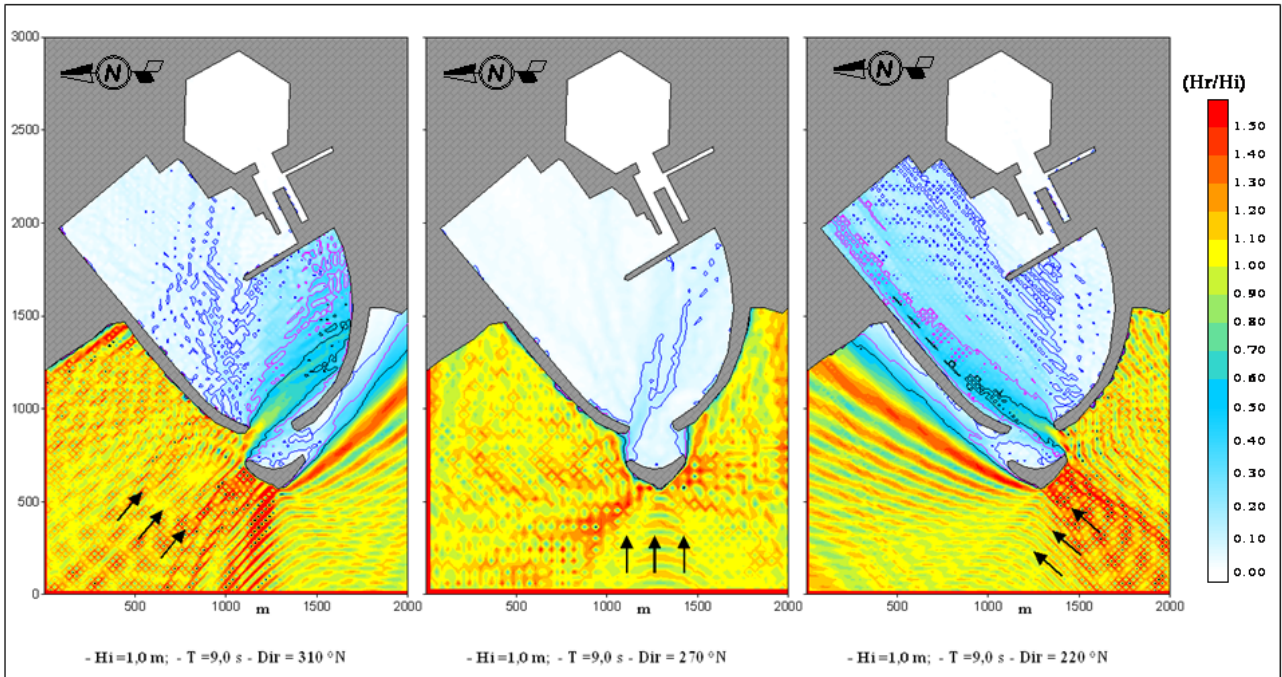 N
N
N
(Hr/Hi)
3000
2500
2000
1500
1000
500
0
1.50
1.40
1.30
1.20
1.10
1.00
0.90
0.80
0.70
0.60
0.50
0.40
0.30
0.20
0.10
0.00
500 1000 m 1500 2000
500 1000 m 1500 2000
500 1000 m 1500 2000
- Hi=1,0 m; - T =9,0 s - Dir = 310 °N
- Hi=1,0 m; - T =9,0 s - Dir = 270 °N
- Hi=1,0 m; - T =9,0 s - Dir = 220 °N